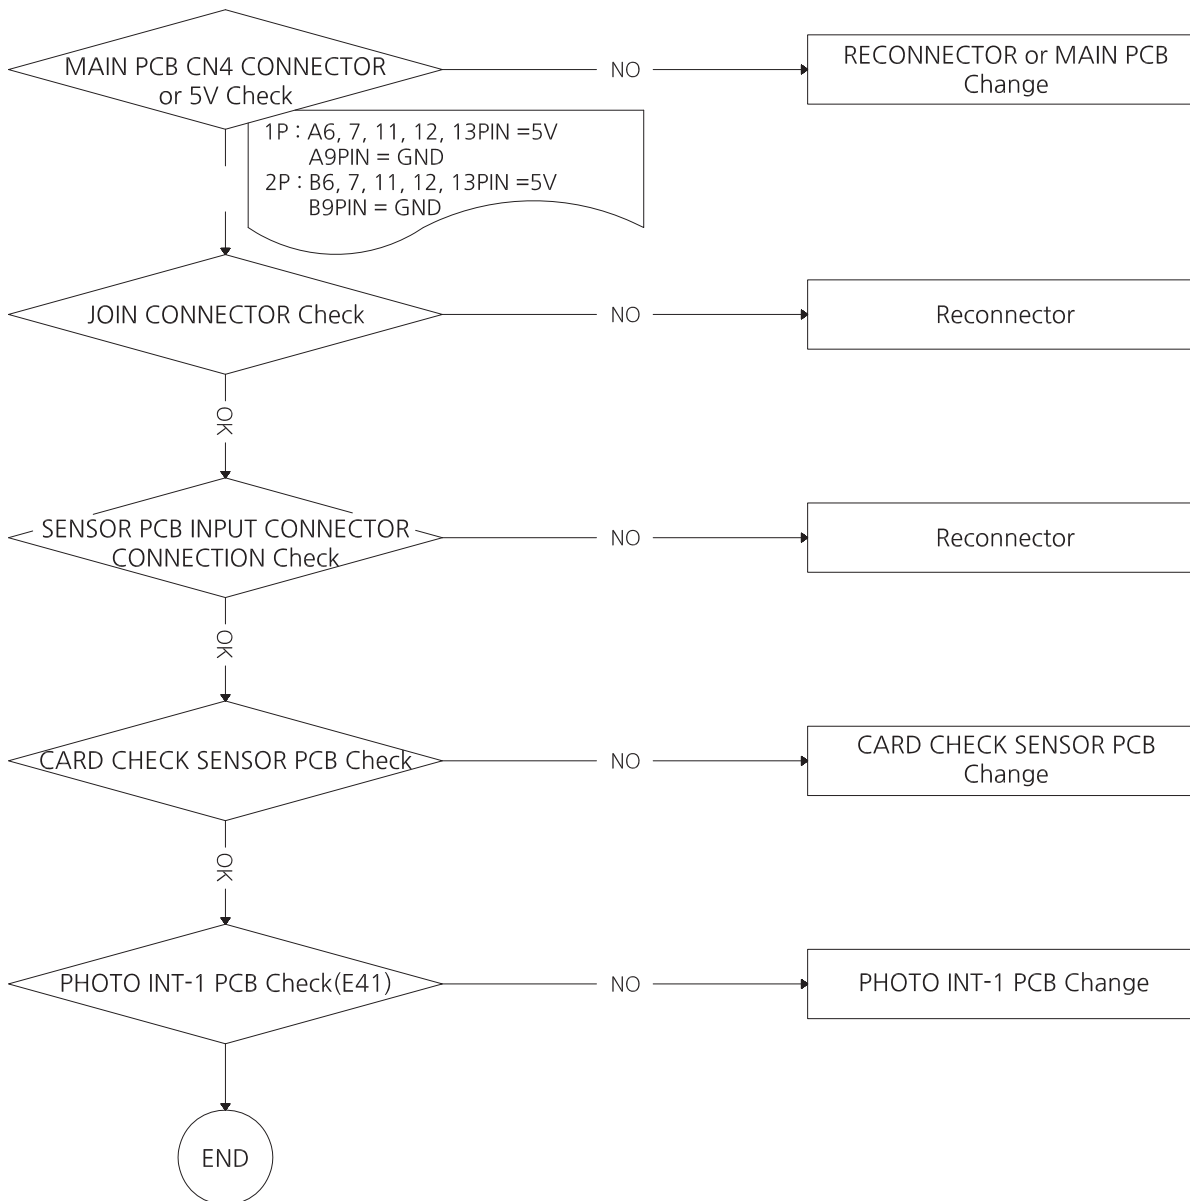 MAIN PCB CN4 CONNECTOR
or 5V Check
NO
RECONNECTOR or MAIN PCB
Change
1P : A6, 7, 11, 12, 13PIN =5V
A9PIN = GND
2P : B6, 7, 11, 12, 13PIN =5V
B9PIN = GND
JOIN CONNECTOR Check
NO
Reconnector
OK
SENSOR PCB INPUT CONNECTOR
CONNECTION Check
NO
Reconnector
OK
CARD CHECK SENSOR PCB Check
NO
CARD CHECK SENSOR PCB
Change
OK
PHOTO INT-1 PCB Check(E41)
NO
PHOTO INT-1 PCB Change
END